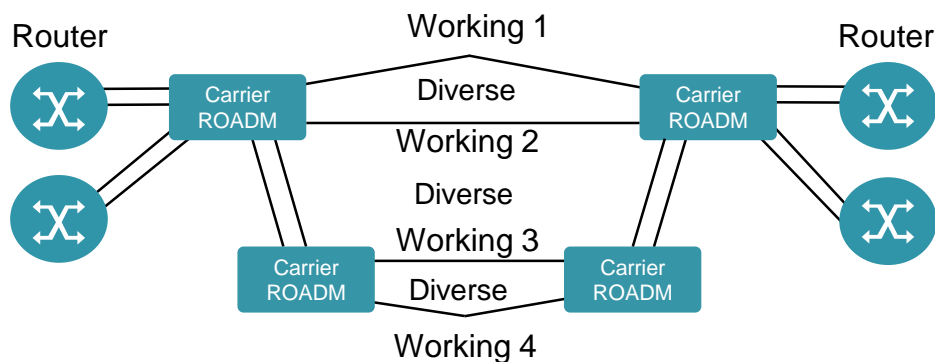 Working 1
Router
Router
Carrier
ROADM
Diverse
Carrier
ROADM
Working 2
Diverse
Working 3
Carrier
ROADM
Diverse
Carrier
ROADM
Working 4